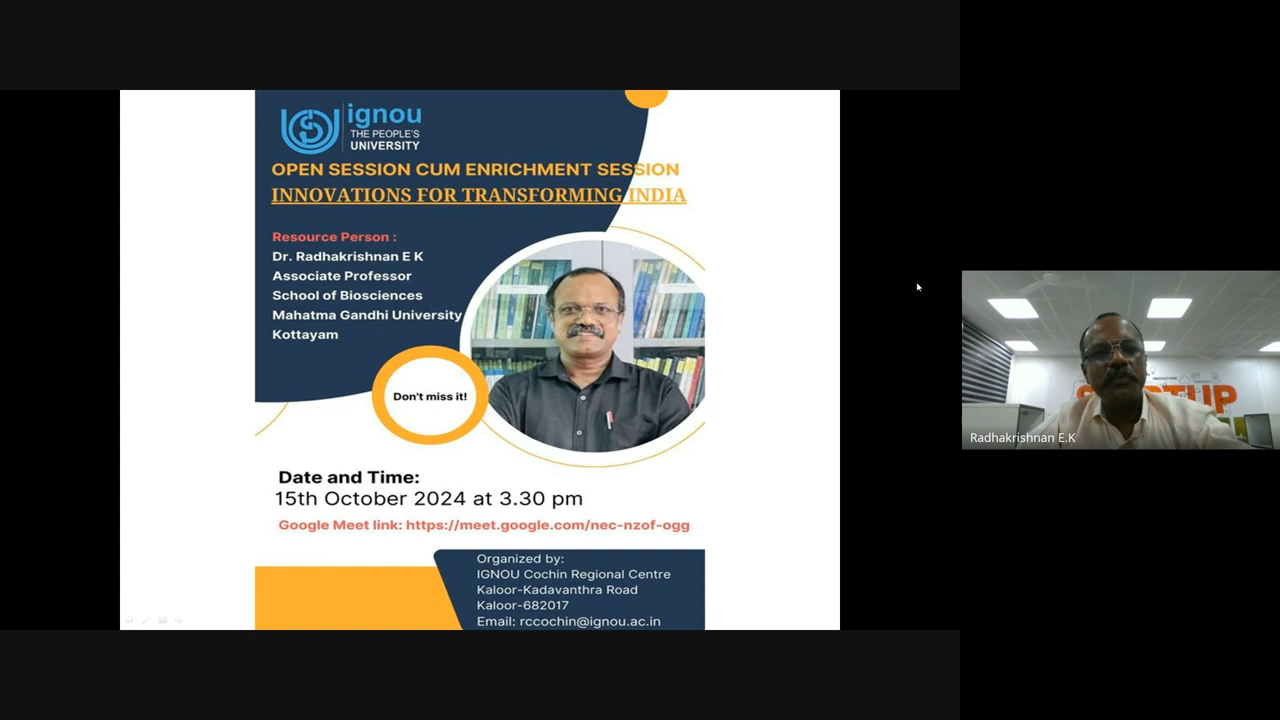 ignou
THE PEOPLE'S
UNIVERSITY
OPEN SESSION CUM ENRICHMENT SESSION
INNOVATIONS FOR TRANSFORMING INDIA
Resource Person :
Dr. Radhakrishnan E K
Associate Professor
School of Biosciences
Mahatma Gandhi University
Kottayam
Don't miss it!
Date and Time:
15th October 2024 at 3.30 pm
Google Meet link: https://meet.google.com/nec-nzof-ogg
Organized by:
IGNOU Cochin Regional Centre
Kaloor-Kadavanthra Road
Kaloor-682017
Email: rccochin@ignou.ac.in
Radhakrishnan E.K